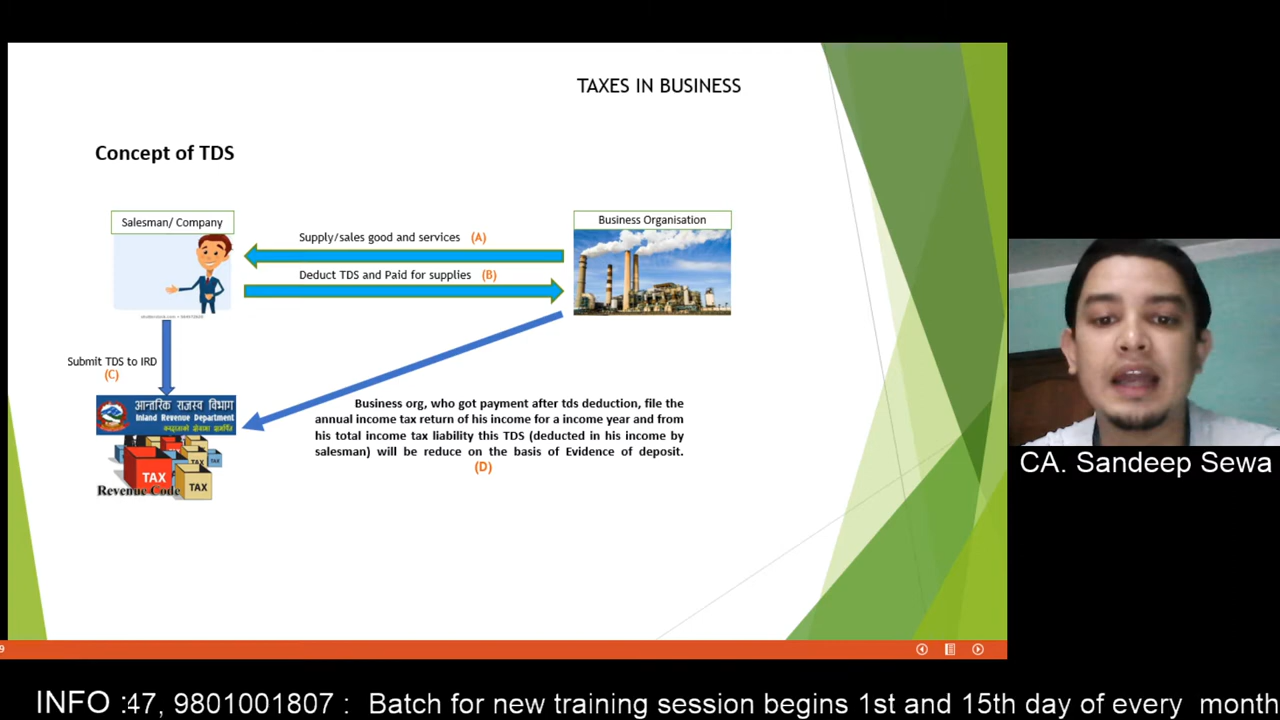 TAXES IN BUSINESS
Concept of TDS
Salesman/ Company
Business Organisation
Supply/sales good and services (A)
Deduct TDS and Paid for supplies (B)
Submit TDS to IRD
(C)
आन्तरिक राजस्व विभाग
Inland Revenue Department
Business org, who got payment after tds deduction, file the
annual income tax return of his income for a income year and from
his total income tax liability this TDS (deducted in his income by
salesman) will be reduce on the basis of Evidence of deposit.
(D)
TAX
TAX
TAX
Revenue Code
CA. Sandeep Sewa
9
INFO :47, 9801001807 : Batch for new training session begins 1st and 15th day of every month